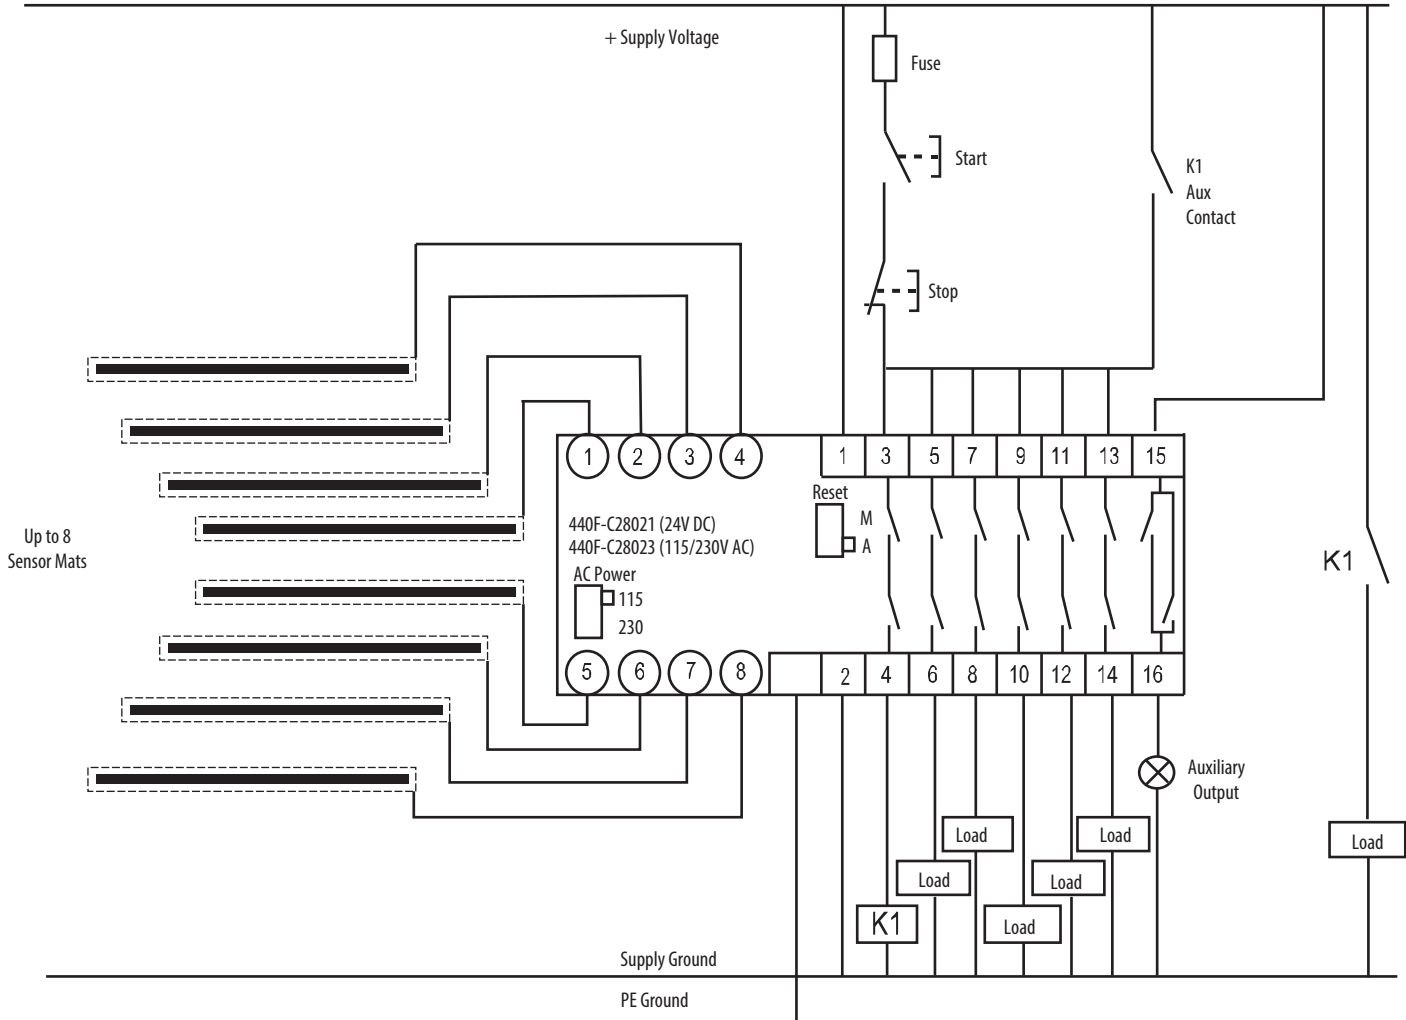 + Supply Voltage
Fuse
Start
K1
Aux
Contact
Stop
1
2
3
4
1
3
5
7
9
11
13
15
Reset
M
A
440F-C28021 (24V DC)
440F-C28023 (115/230V AC)
AC Power
115
230
Up to 8
Sensor Mats
K1
5
6
7
8
2
4
6
8
10
12
14
16
Auxiliary
Output
Load
Load
Load
Load
Load
K1
Load
Supply Ground
PE Ground